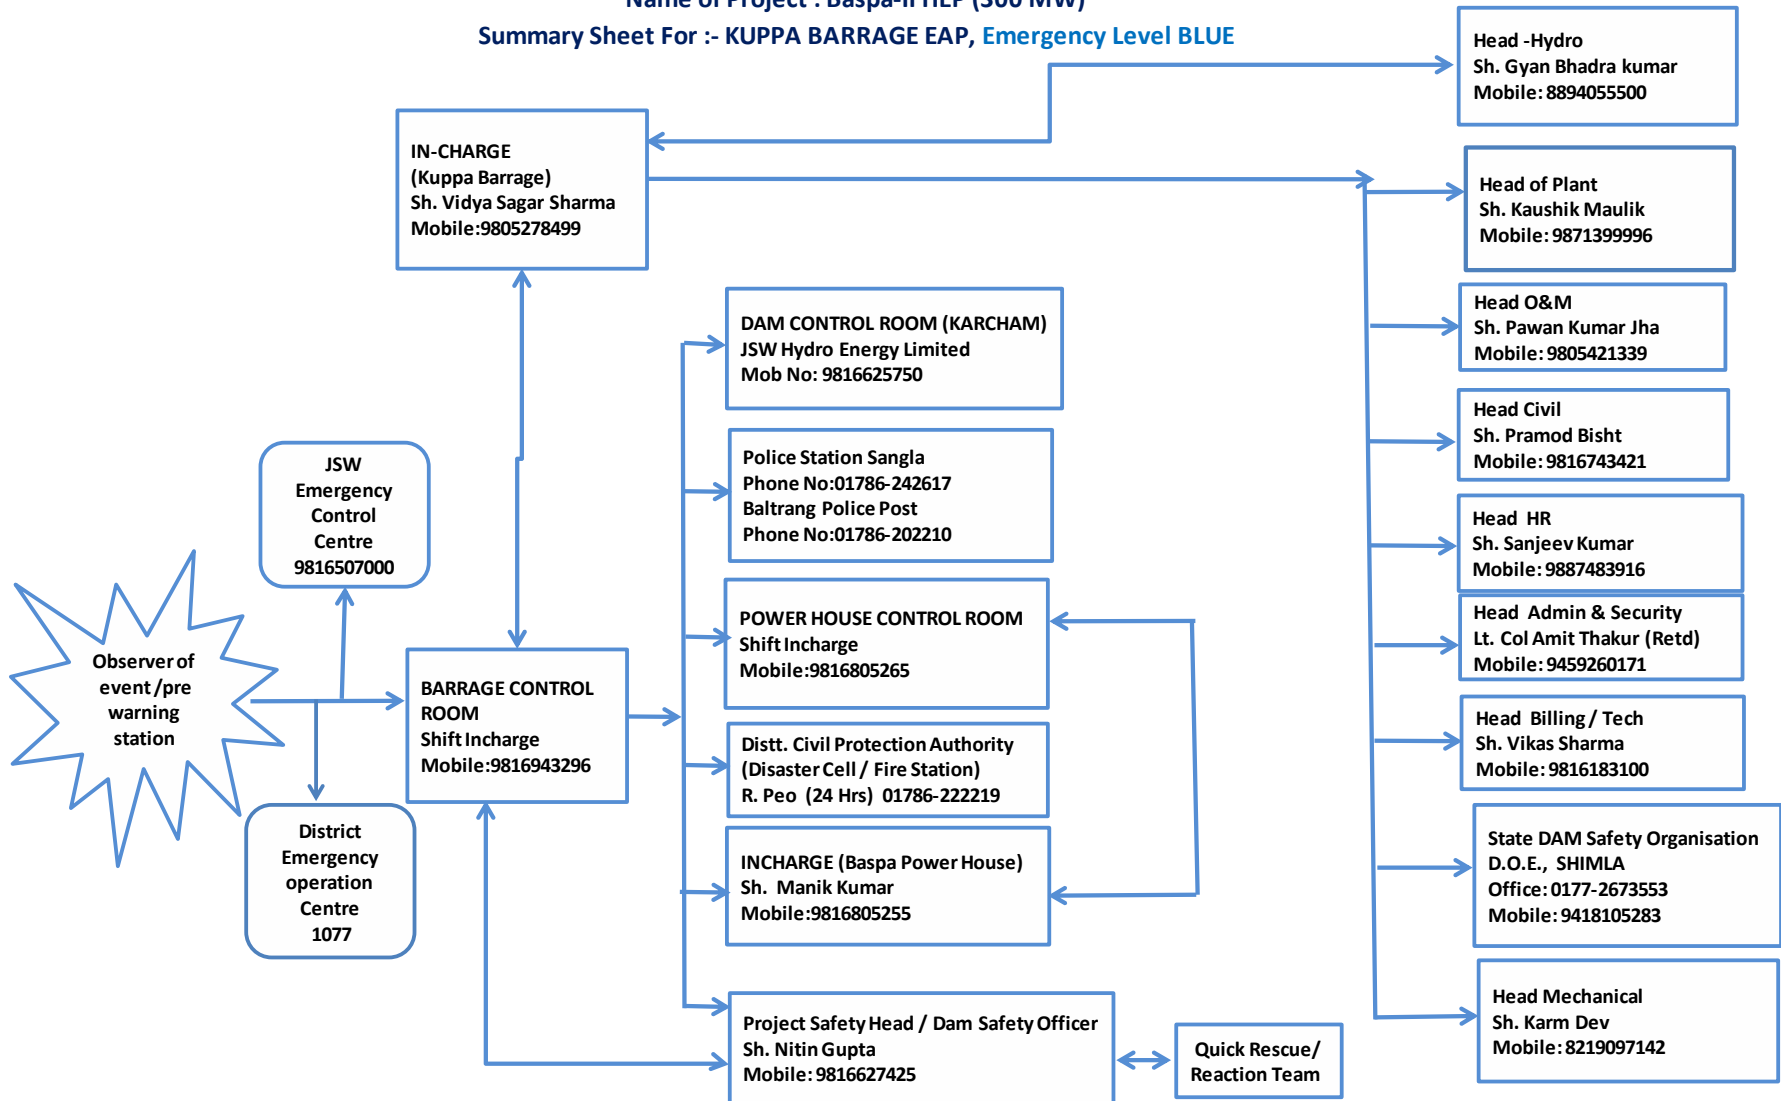 Name of Project : Baspa-II HEP (300 MW)
Summary Sheet For :- KUPPA BARRAGE EAP, Emergency Level BLUE
Head -Hydro
Sh. Gyan Bhadra kumar
Mobile: 8894055500
IN-CHARGE
(Kuppa Barrage)
Sh. Vidya Sagar Sharma
Mobile:9805278499
Head of Plant
Sh. Kaushik Maulik
Mobile: 9871399996
Head O&M
Sh. Pawan Kumar Jha
Mobile: 9805421339
Head Civil
Sh. Pramod Bisht
Mobile: 9816743421
Head HR
Sh. Sanjeev Kumar
Mobile: 9887483916
Head Admin & Security
Lt. Col Amit Thakur (Retd)
Mobile: 9459260171
Head Billing / Tech
Sh. Vikas Sharma
Mobile: 9816183100
State DAM Safety Organisation
D.O.E., SHIMLA
Office: 0177-2673553
Mobile: 9418105283
Head Mechanical
Sh. Karm Dev
Mobile: 8219097142
DAM CONTROL ROOM (KARCHAM)
JSW Hydro Energy Limited
Mob No: 9816625750
Police Station Sangla
Phone No:01786-242617
Baltrang Police Post
Phone No:01786-202210
POWER HOUSE CONTROL ROOM
Shift Incharge
Mobile:9816805265
Distt. Civil Protection Authority
(Disaster Cell / Fire Station)
R. Peo (24 Hrs) 01786-222219
INCHARGE (Baspa Power House)
Sh. Manik Kumar
Mobile:9816805255
Project Safety Head / Dam Safety Officer
Sh. Nitin Gupta
Mobile: 9816627425
Quick Rescue/
Reaction Team
JSW
Emergency
Control
Centre
9816507000
Observer of
event /pre
warning
station
BARRAGE CONTROL
ROOM
Shift Incharge
Mobile:9816943296
District
Emergency
operation
Centre
1077